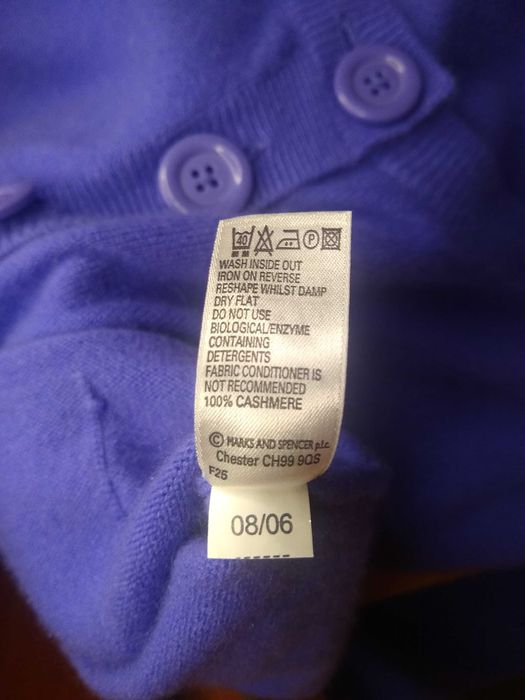 40 P
WASH INSIDE OUT
IRON ON REVERSE
RESHAPE WHILST DAMP
DRY FLAT
DO NOT USE
BIOLOGICAL/ENZYME
CONTAINING
DETERGENTS
FABRIC CONDITIONER IS
NOT RECOMMENDED
100% CASHMERE
© MARKS AND SPENCER p.l.c.
Chester CH99 9QS
F25
08/06